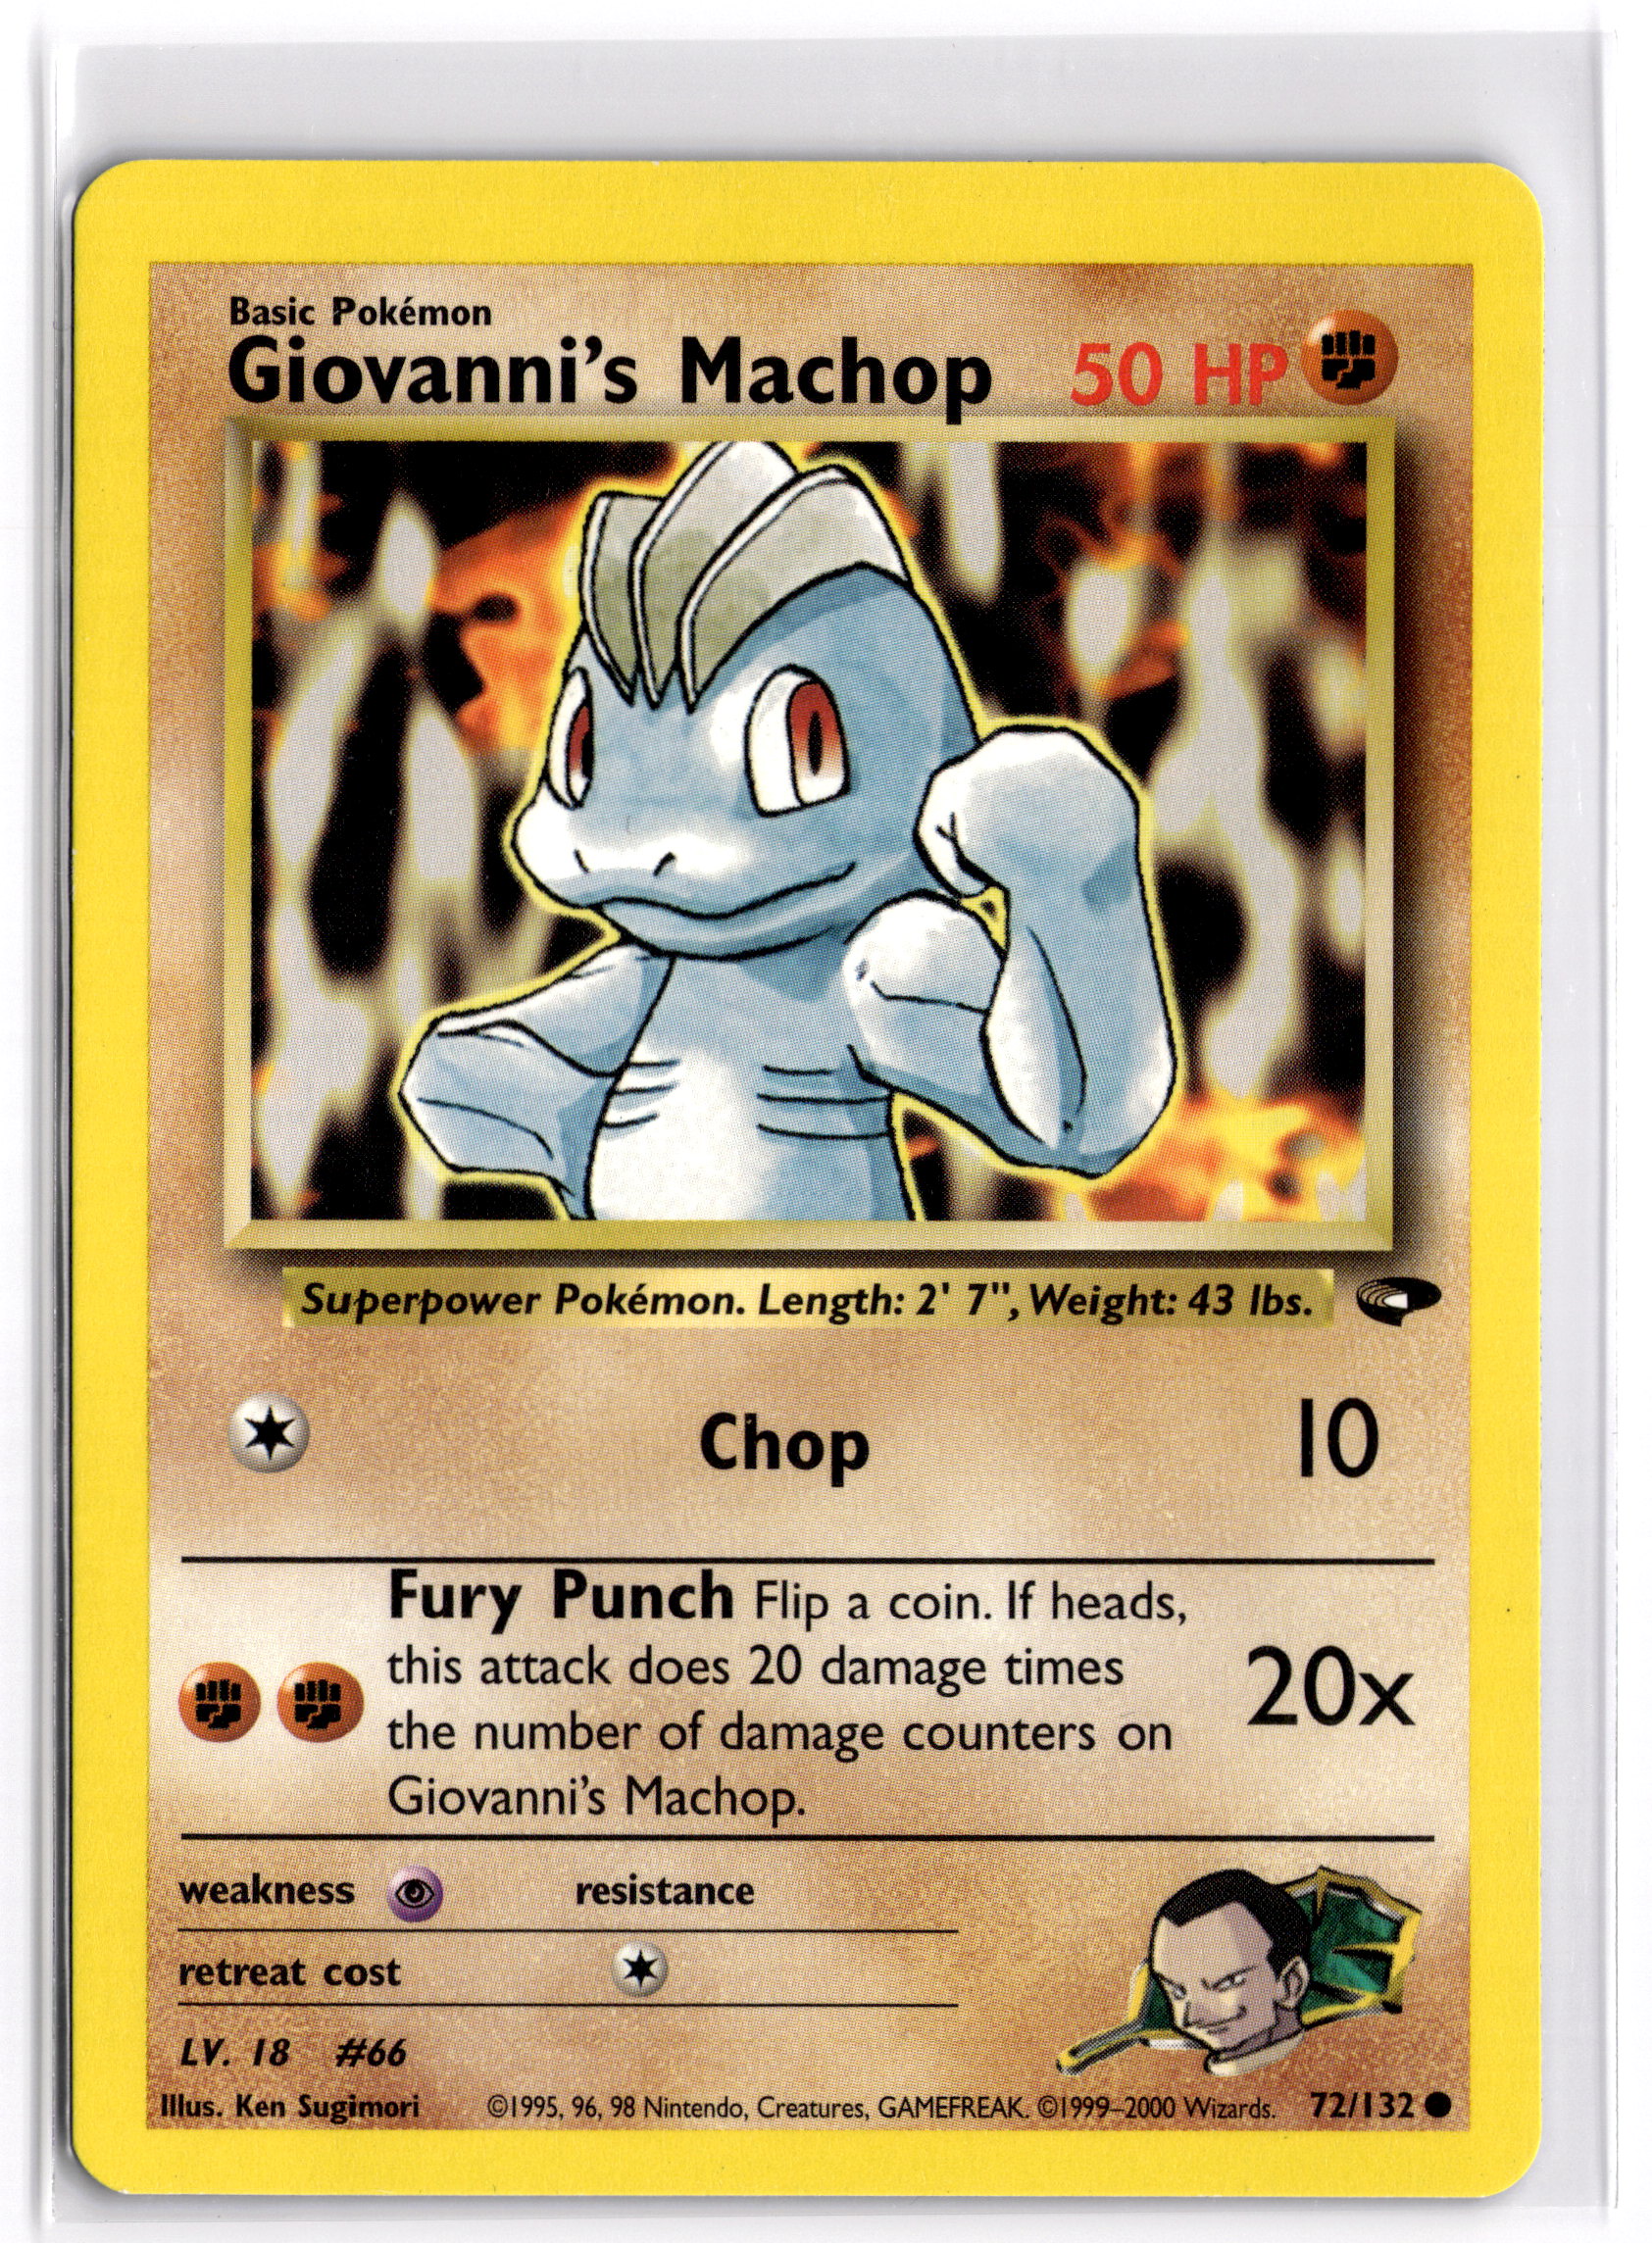 Basic Pokémon
Giovanni's Machop 50 HP
Superpower Pokémon. Length: 2' 7", Weight: 43 lbs.
Chop 10
Fury Punch Flip a coin. If heads,
this attack does 20 damage times
the number of damage counters on
Giovanni's Machop.
20x
weakness resistance
retreat cost
LV. 18 #66
Illus. Ken Sugimori ©1995, 96, 98 Nintendo, Creatures, GAMEFREAK. ©1999–2000 Wizards. 72/132 ●